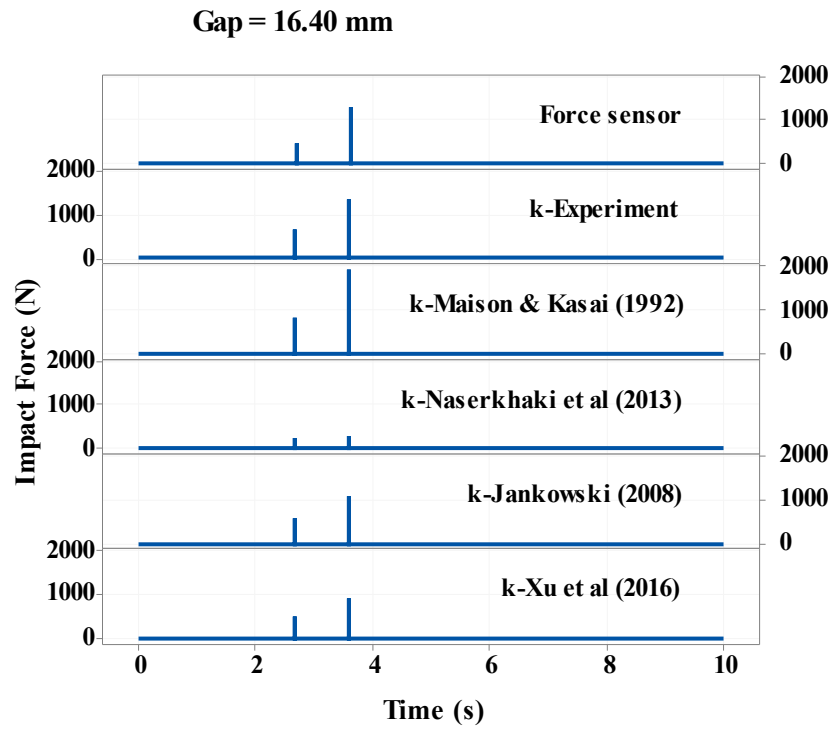 Gap = 16.40 mm
2000
Force sensor
1000
0
2000
k-Experiment
1000
0
2000
k-Maison & Kasai (1992)
1000
0
2000
k-Naserkhaki et al (2013)
1000
0
2000
k-Jankowski (2008)
1000
0
2000
k-Xu et al (2016)
1000
0
0 2 4 6 8 10
Time (s)
Impact Force (N)